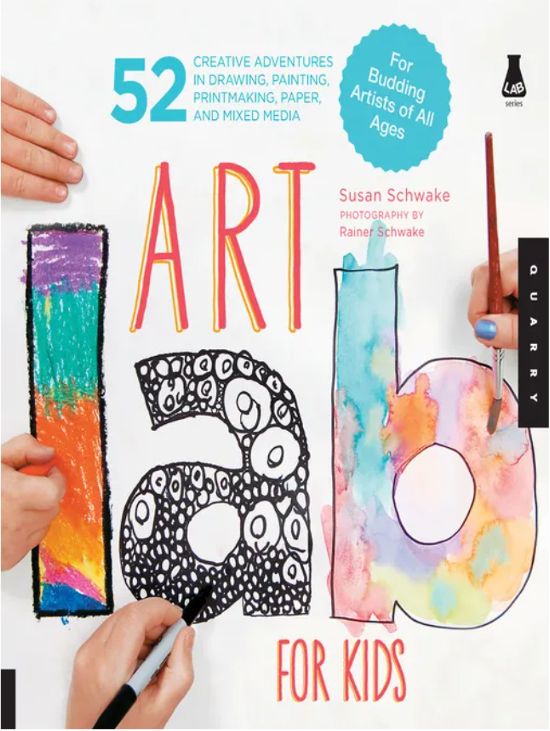 52
CREATIVE ADVENTURES
IN DRAWING, PAINTING,
PRINTMAKING, PAPER,
AND MIXED MEDIA
For
Budding
Artists of All
Ages
LAB
series
ART
Susan Schwake
PHOTOGRAPHY BY
Rainer Schwake
QUARRY
lab
FOR KIDS